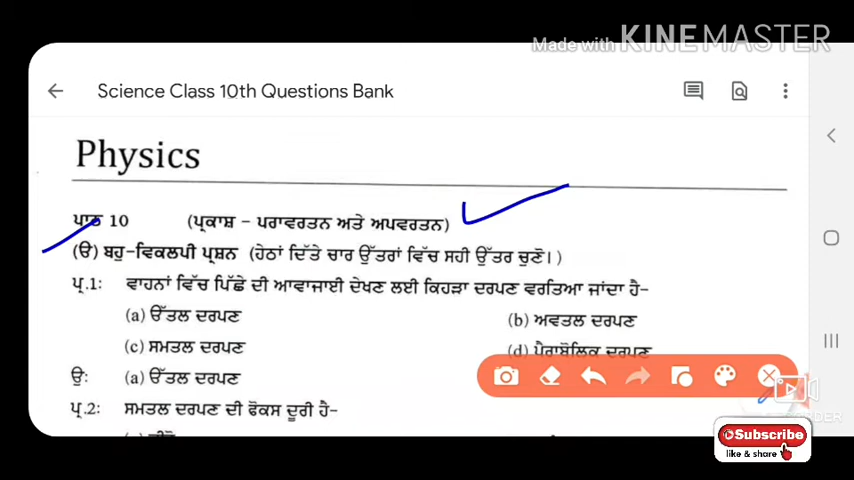 Made with KINEMASTER
Science Class 10th Questions Bank
Physics
ਪਾਠ 10 (ਪ੍ਰਕਾਸ਼ - ਪਰਾਵਰਤਨ ਅਤੇ ਅਪਵਰਤਨ)
(ੳ) ਬਹੁ-ਵਿਕਲਪੀ ਪ੍ਰਸ਼ਨ (ਹੇਠਾਂ ਦਿੱਤੇ ਚਾਰ ਉੱਤਰਾਂ ਵਿੱਚ ਸਹੀ ਉੱਤਰ ਚੁਣੋ।)
ਪ੍ਰ.1: ਵਾਹਨਾਂ ਵਿੱਚ ਪਿੱਛੇ ਦੀ ਆਵਾਜਾਈ ਦੇਖਣ ਲਈ ਕਿਹੜਾ ਦਰਪਣ ਵਰਤਿਆ ਜਾਂਦਾ ਹੈ-
(a) ਉੱਤਲ ਦਰਪਣ (b) ਅਵਤਲ ਦਰਪਣ
(c) ਸਮਤਲ ਦਰਪਣ (d) ਪੈਰਾਬੋਲਿਕ ਦਰਪਣ
ਉ: (a) ਉੱਤਲ ਦਰਪਣ
ਪ੍ਰ.2: ਸਮਤਲ ਦਰਪਣ ਦੀ ਫੋਕਸ ਦੂਰੀ ਹੈ-
Subscribe
like & share